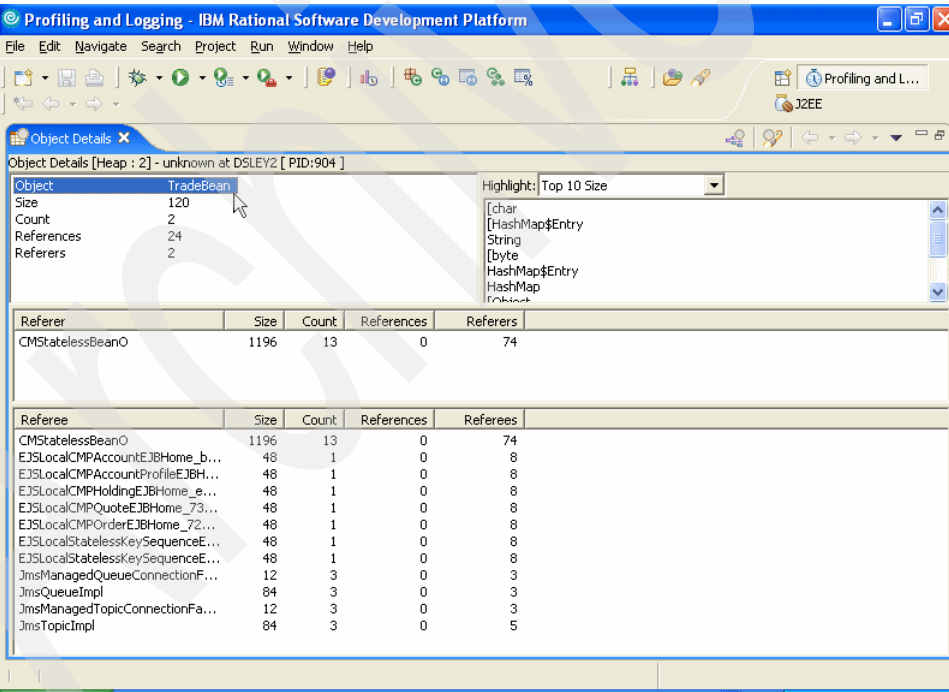 Profiling and Logging - IBM Rational Software Development Platform
File Edit Navigate Search Project Run Window Help
Profiling and L...
J2EE
Object Details
Object Details [Heap : 2] - unknown at DSLEY2 [ PID:904 ]
Object TradeBean
Size 120
Count 2
References 24
Referers 2
Highlight: Top 10 Size
[char
[HashMap$Entry
String
[byte
HashMap$Entry
HashMap
[Object
Referer Size Count References Referers
CMStatelessBeanO 1196 13 0 74
Referee Size Count References Referees
CMStatelessBeanO 1196 13 0 74
EJSLocalCMPAccountEJBHome_b... 48 1 0 8
EJSLocalCMPAccountProfileEJBH... 48 1 0 8
EJSLocalCMPHoldingEJBHome_e... 48 1 0 8
EJSLocalCMPQuoteEJBHome_73... 48 1 0 8
EJSLocalCMPOrderEJBHome_72... 48 1 0 8
EJSLocalStatelessKeySequenceE... 48 1 0 8
EJSLocalStatelessKeySequenceE... 48 1 0 8
JmsManagedQueueConnectionF... 12 3 0 3
JmsQueueImpl 84 3 0 3
JmsManagedTopicConnectionFa... 12 3 0 3
JmsTopicImpl 84 3 0 5